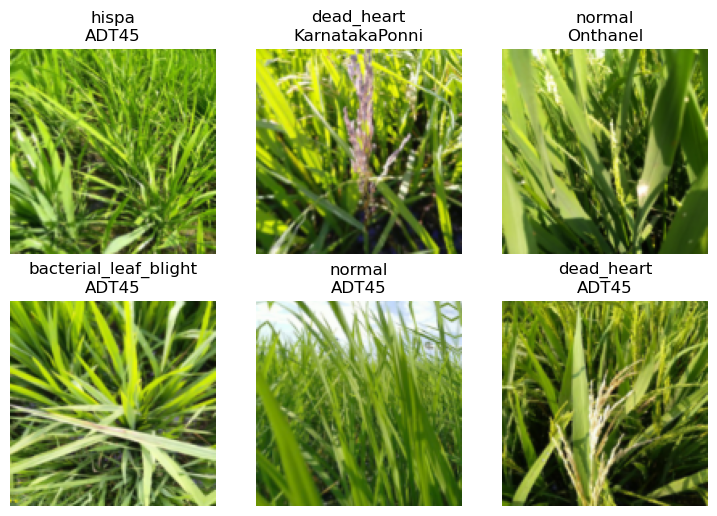 hispa
ADT45
dead_heart
KarnatakaPonni
normal
Onthanel
bacterial_leaf_blight
ADT45
normal
ADT45
dead_heart
ADT45